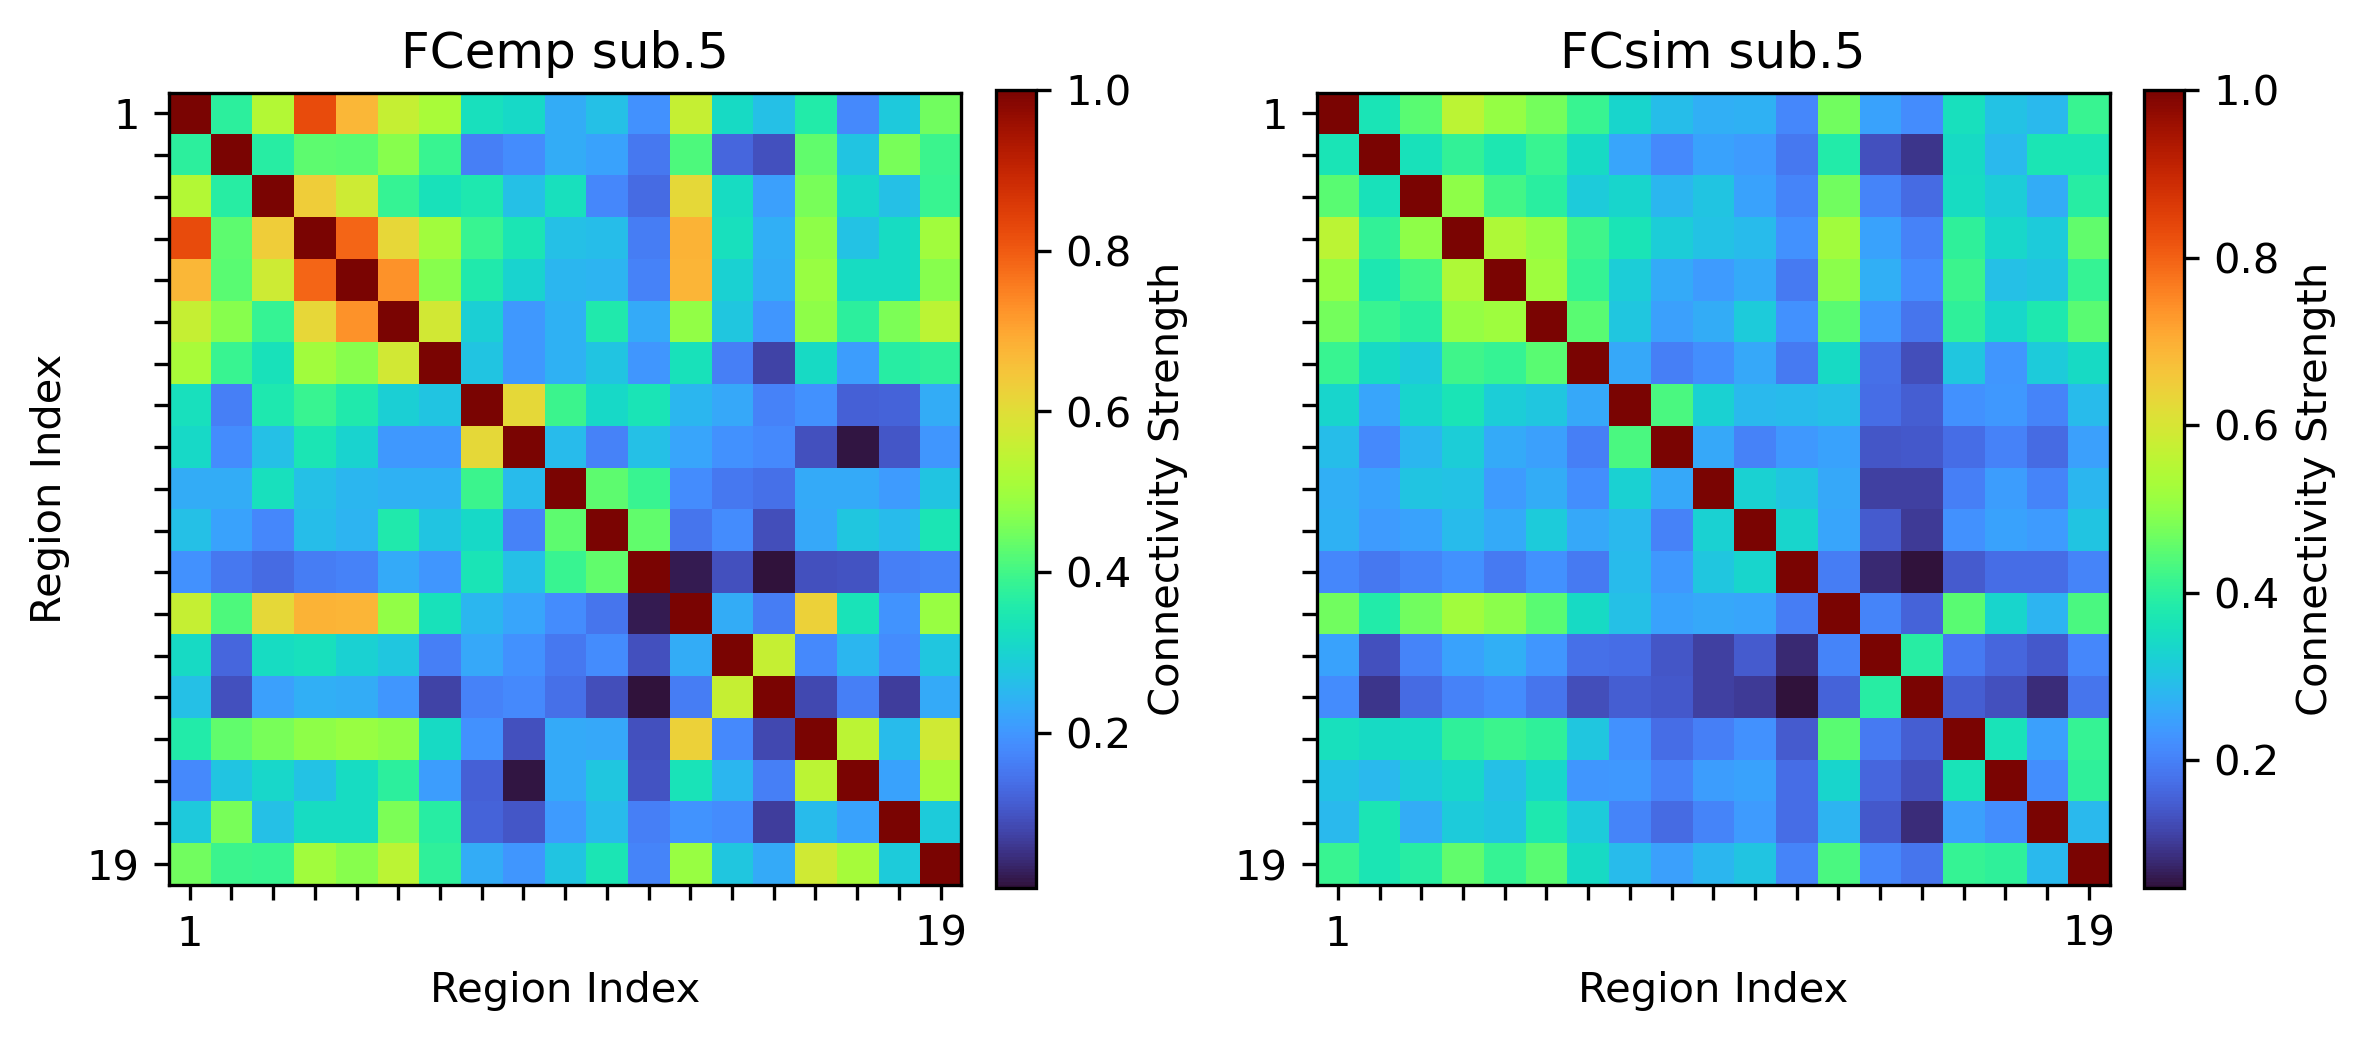 FCemp sub.5
FCsim sub.5
1
19
1
19
Region Index
Region Index
1.0
0.8
0.6
0.4
0.2
Connectivity Strength
1
19
1
19
Region Index
1.0
0.8
0.6
0.4
0.2
Connectivity Strength